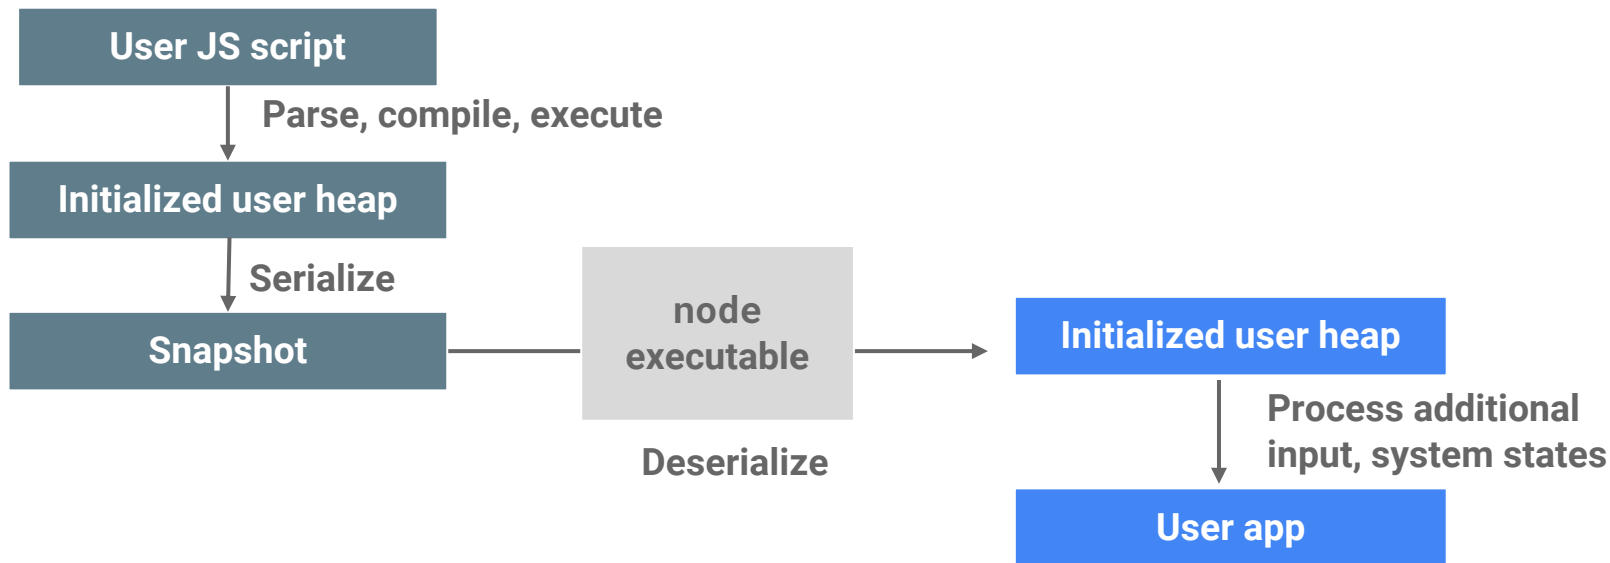 User JS script
Parse, compile, execute
Initialized user heap
Serialize
Snapshot
node
executable
Deserialize
Initialized user heap
Process additional
input, system states
User app